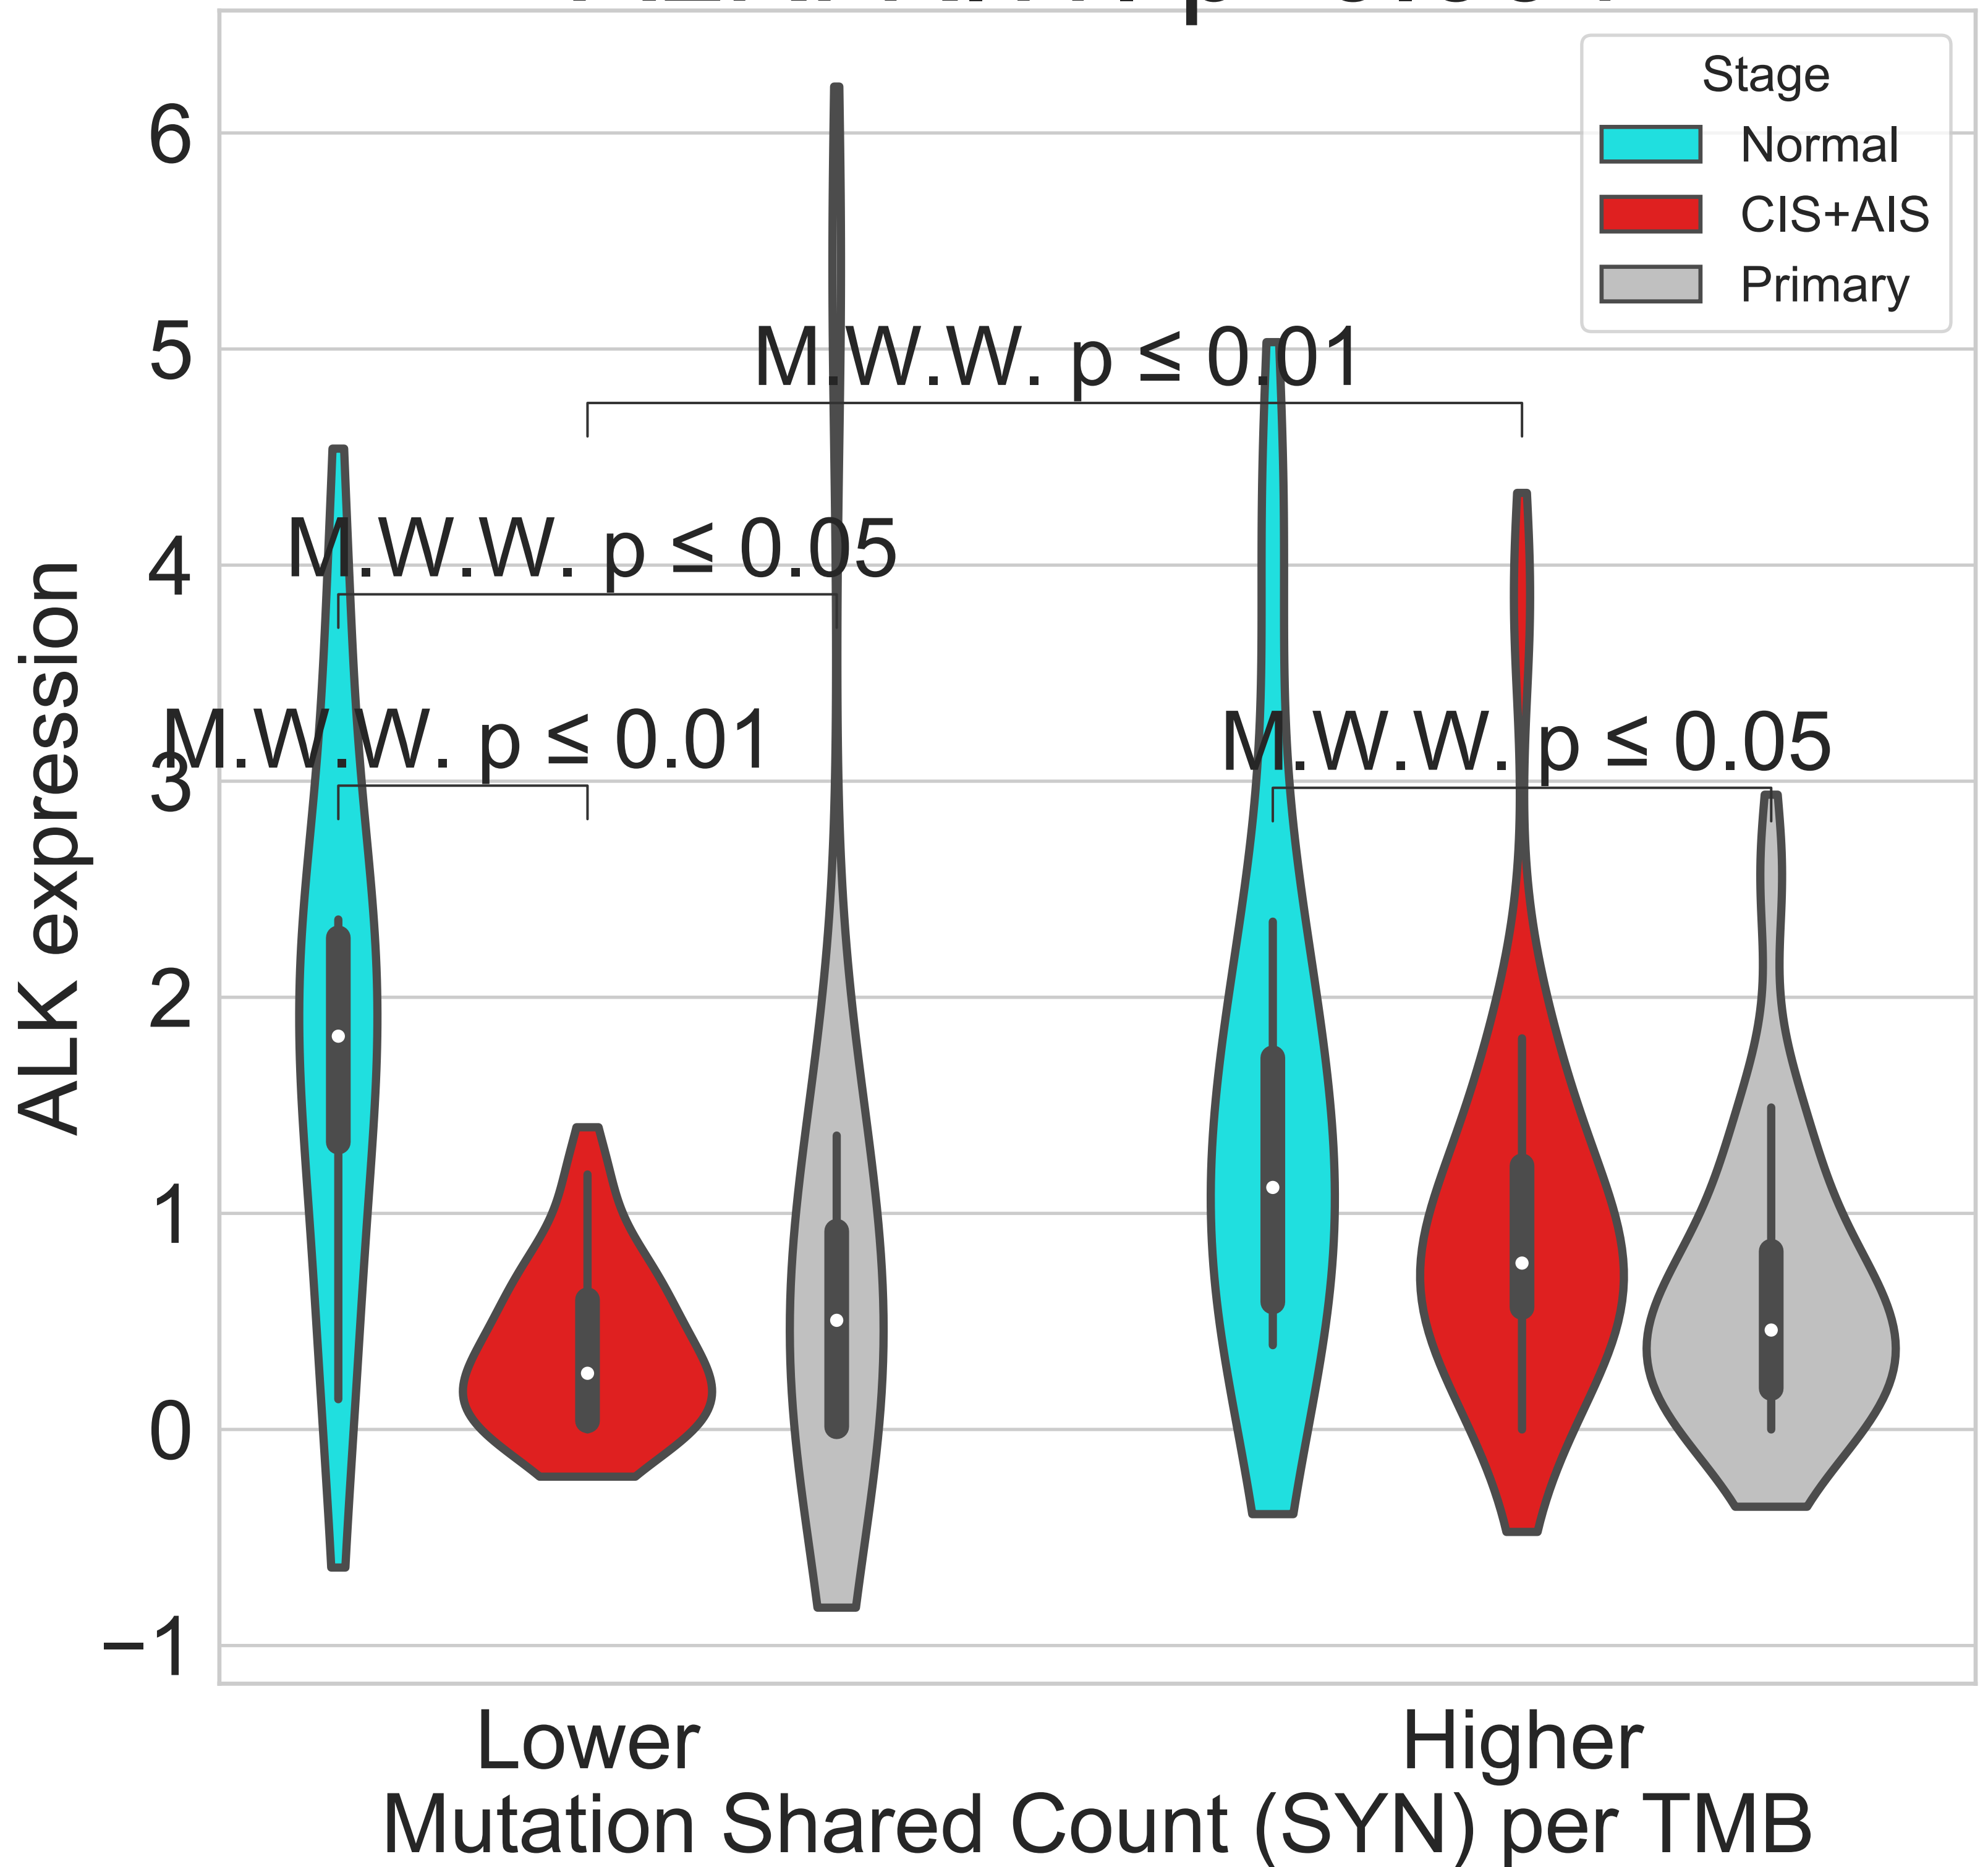 Stage
Normal
CIS+AIS
Primary
6
5
4
3
2
1
0
−1
ALK expression
M.W.W. p ≤ 0.01
M.W.W. p ≤ 0.05
M.W.W. p ≤ 0.01
M.W.W. p ≤ 0.05
Lower
Higher
Mutation Shared Count (SYN) per TMB